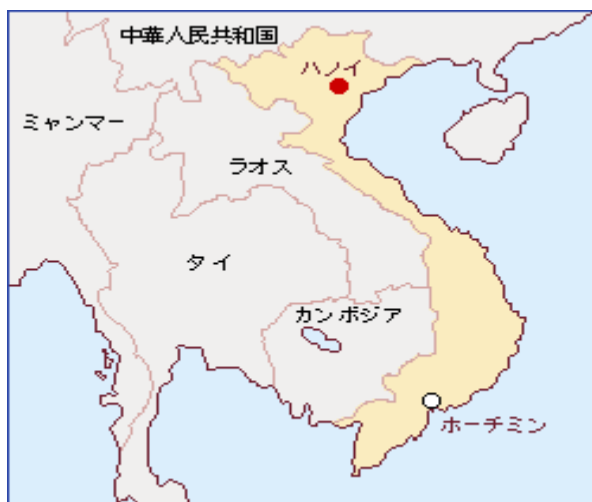 中華人民共和国
ハノイ
ミャンマー
ラオス
タイ
カンボジア
ホーチミン